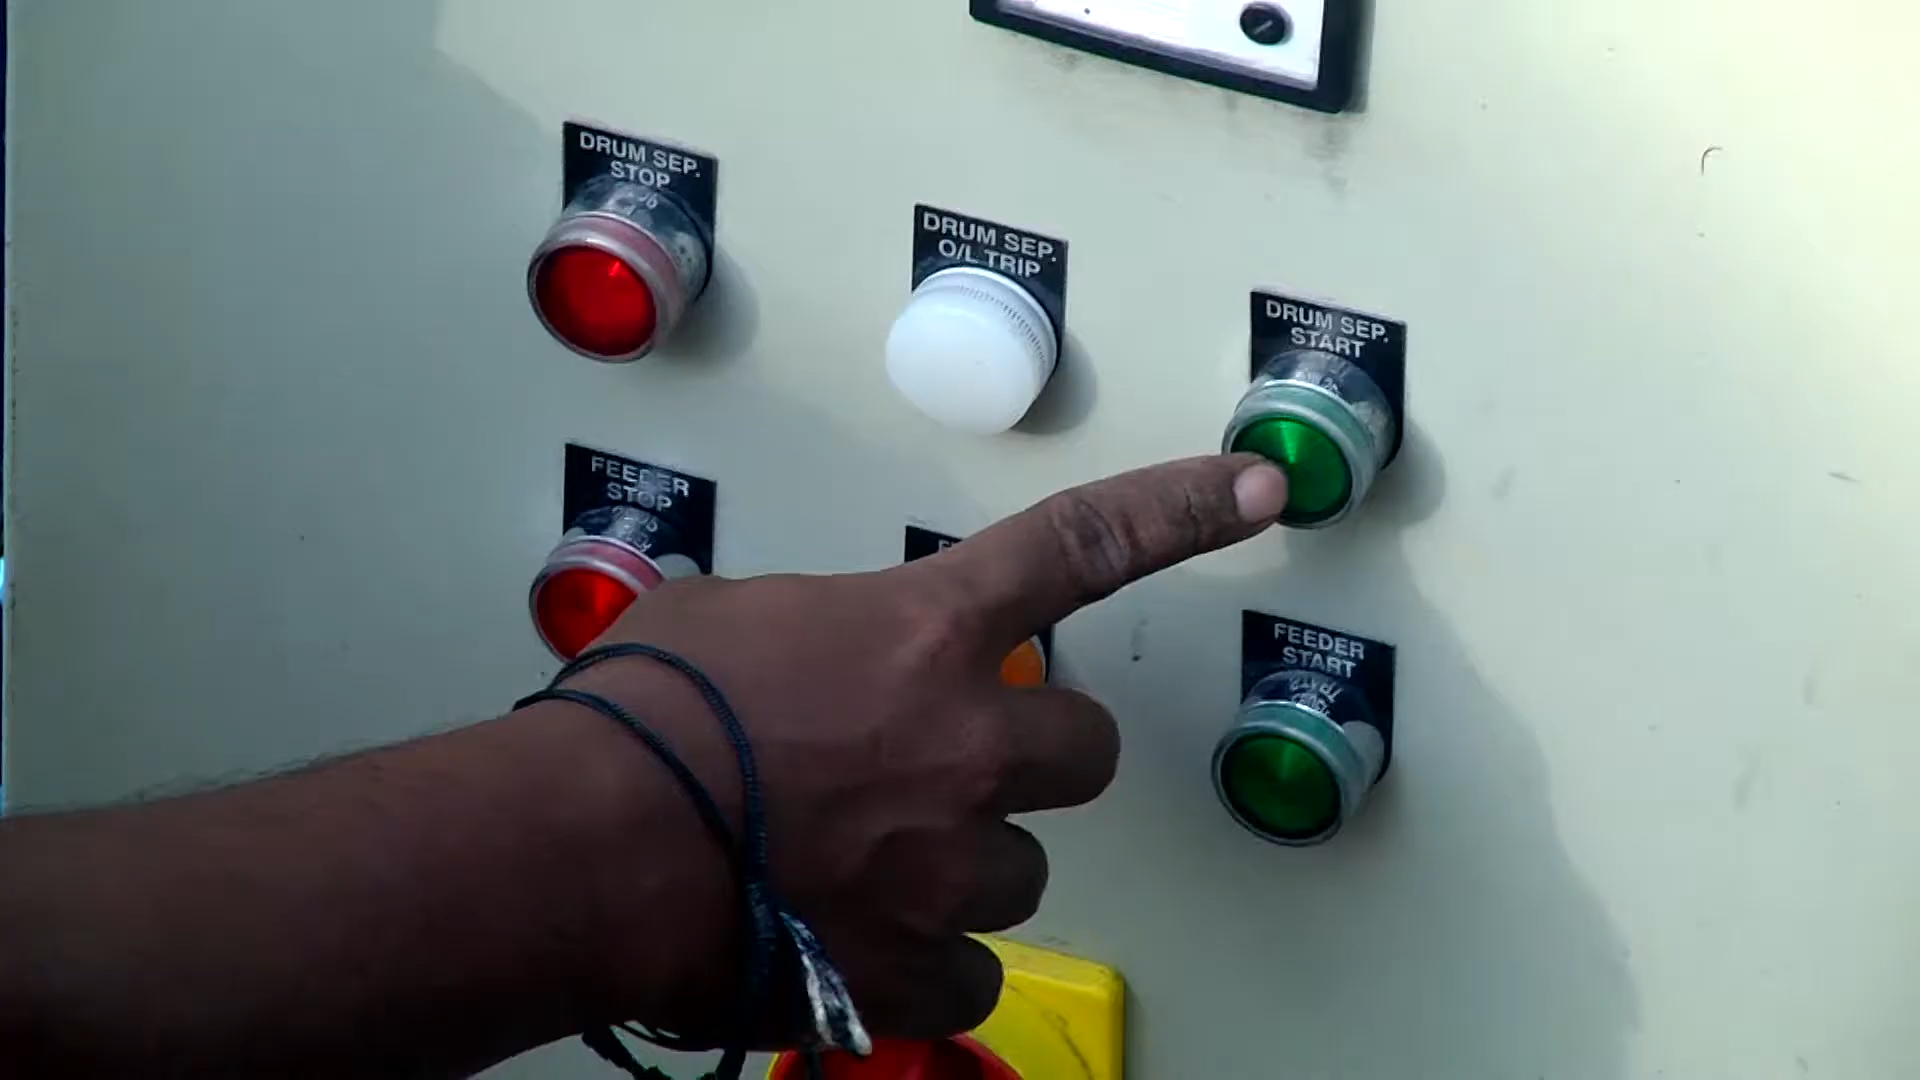 DRUM SEP.
STOP
DRUM SEP.
O/L TRIP
DRUM SEP.
START
FEEDER
STOP
FEEDER
START